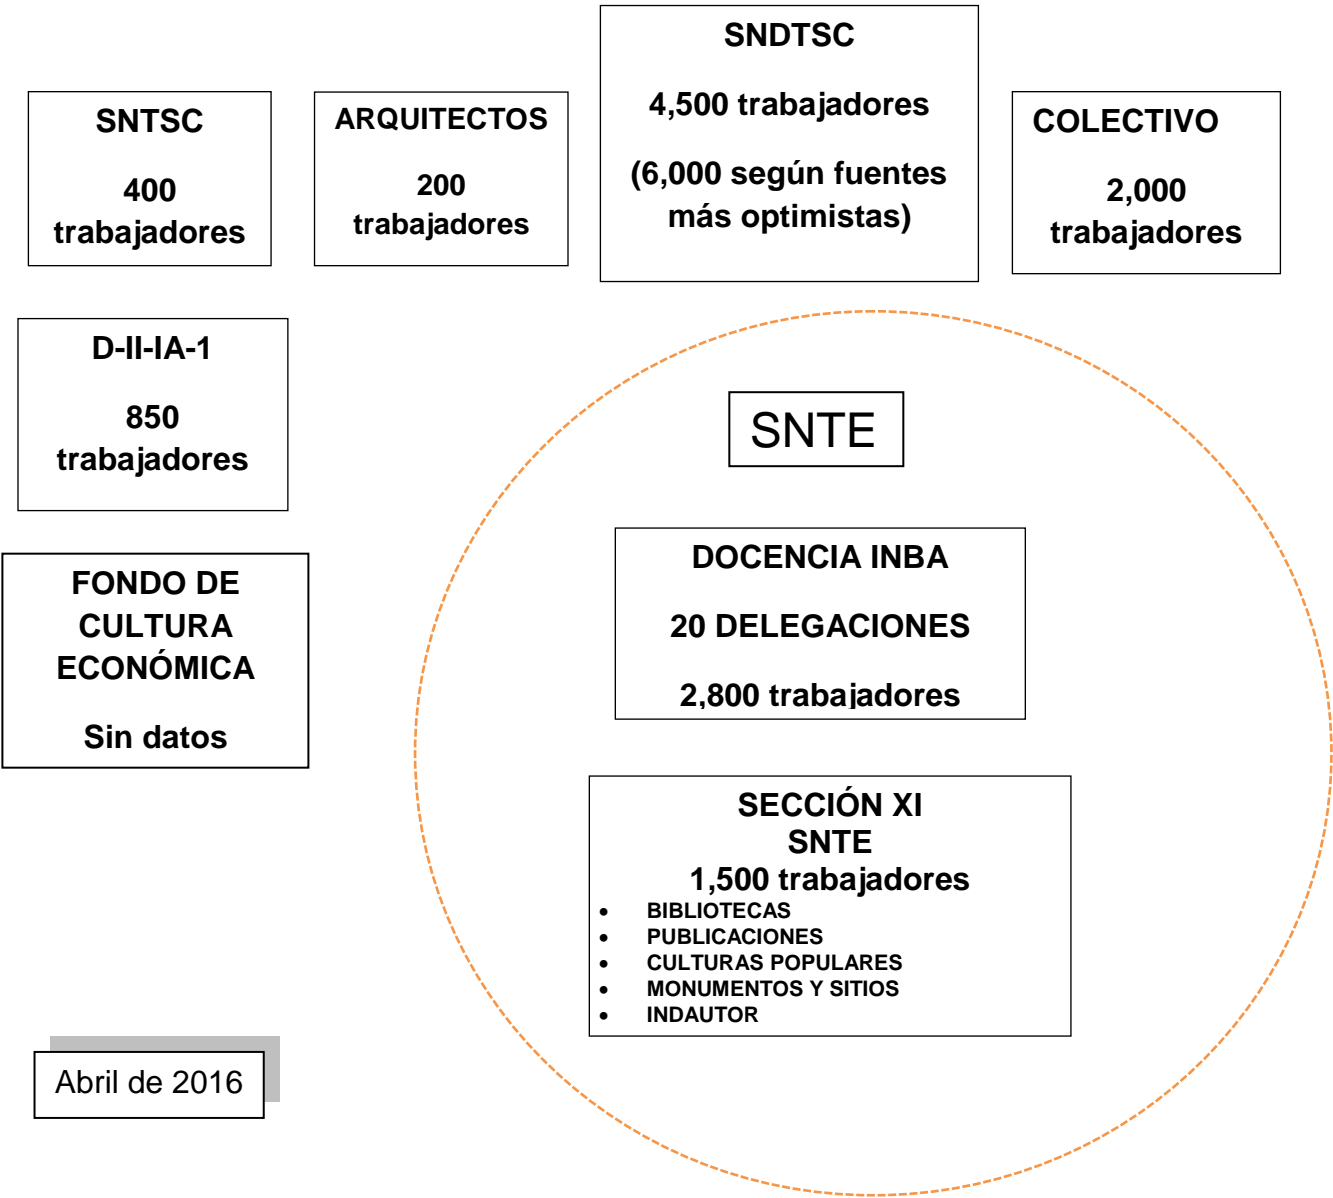 SNDTSC
4,500 trabajadores
(6,000 según fuentes
más optimistas)
SNTSC
400
trabajadores
ARQUITECTOS
200
trabajadores
COLECTIVO
2,000
trabajadores
D-II-IA-1
850
trabajadores
SNTE
FONDO DE
CULTURA
ECONÓMICA
Sin datos
DOCENCIA INBA
20 DELEGACIONES
2,800 trabajadores
SECCIÓN XI
SNTE
1,500 trabajadores
• BIBLIOTECAS
• PUBLICACIONES
• CULTURAS POPULARES
• MONUMENTOS Y SITIOS
• INDAUTOR
Abril de 2016